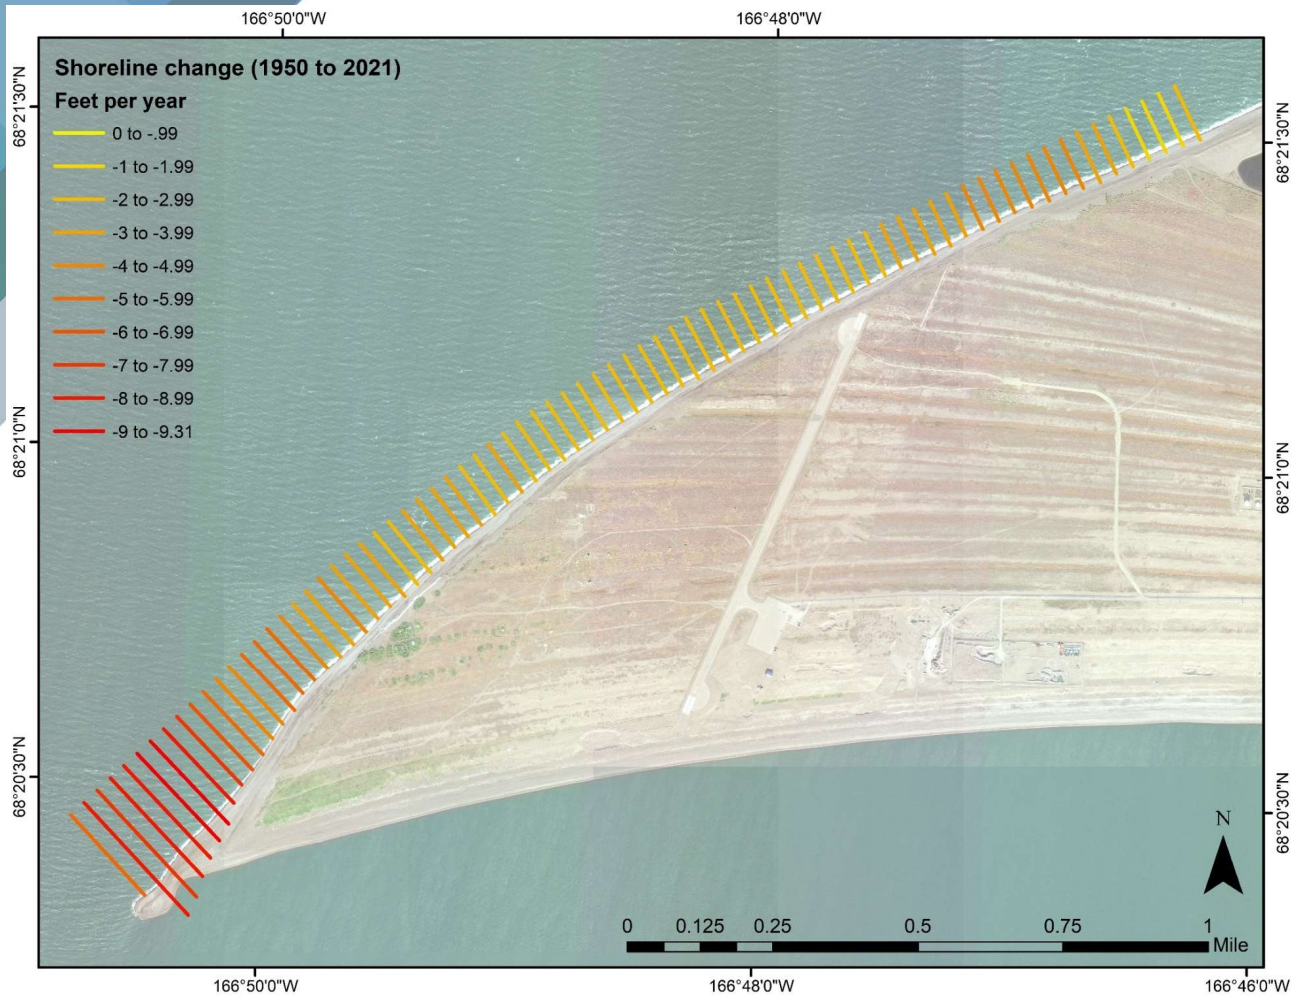 166°50'0"W
166°48'0"W
Shoreline change (1950 to 2021)
Feet per year
0 to -.99
-1 to -1.99
-2 to -2.99
-3 to -3.99
-4 to -4.99
-5 to -5.99
-6 to -6.99
-7 to -7.99
-8 to -8.99
-9 to -9.31
68°21'30"N
68°21'0"N
68°20'30"N
68°21'30"N
68°21'0"N
68°20'30"N
N
0 0.125 0.25 0.5 0.75 1
Mile
166°50'0"W
166°48'0"W
166°46'0"W